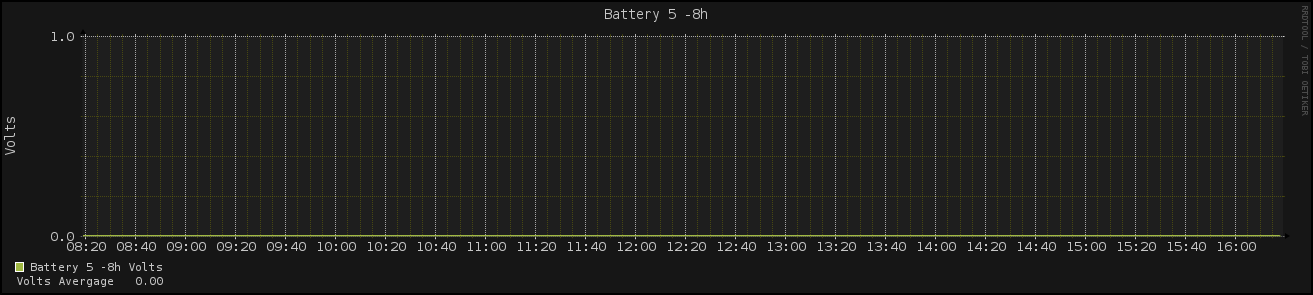 Battery 5 -8h
RRDTOOL / TOBI OETIKER
Volts
1.0
0.0
08:20 08:40 09:00 09:20 09:40 10:00 10:20 10:40 11:00 11:20 11:40 12:00 12:20 12:40 13:00 13:20 13:40 14:00 14:20 14:40 15:00 15:20 15:40 16:00
Battery 5 -8h Volts
Volts Avergage 0.00